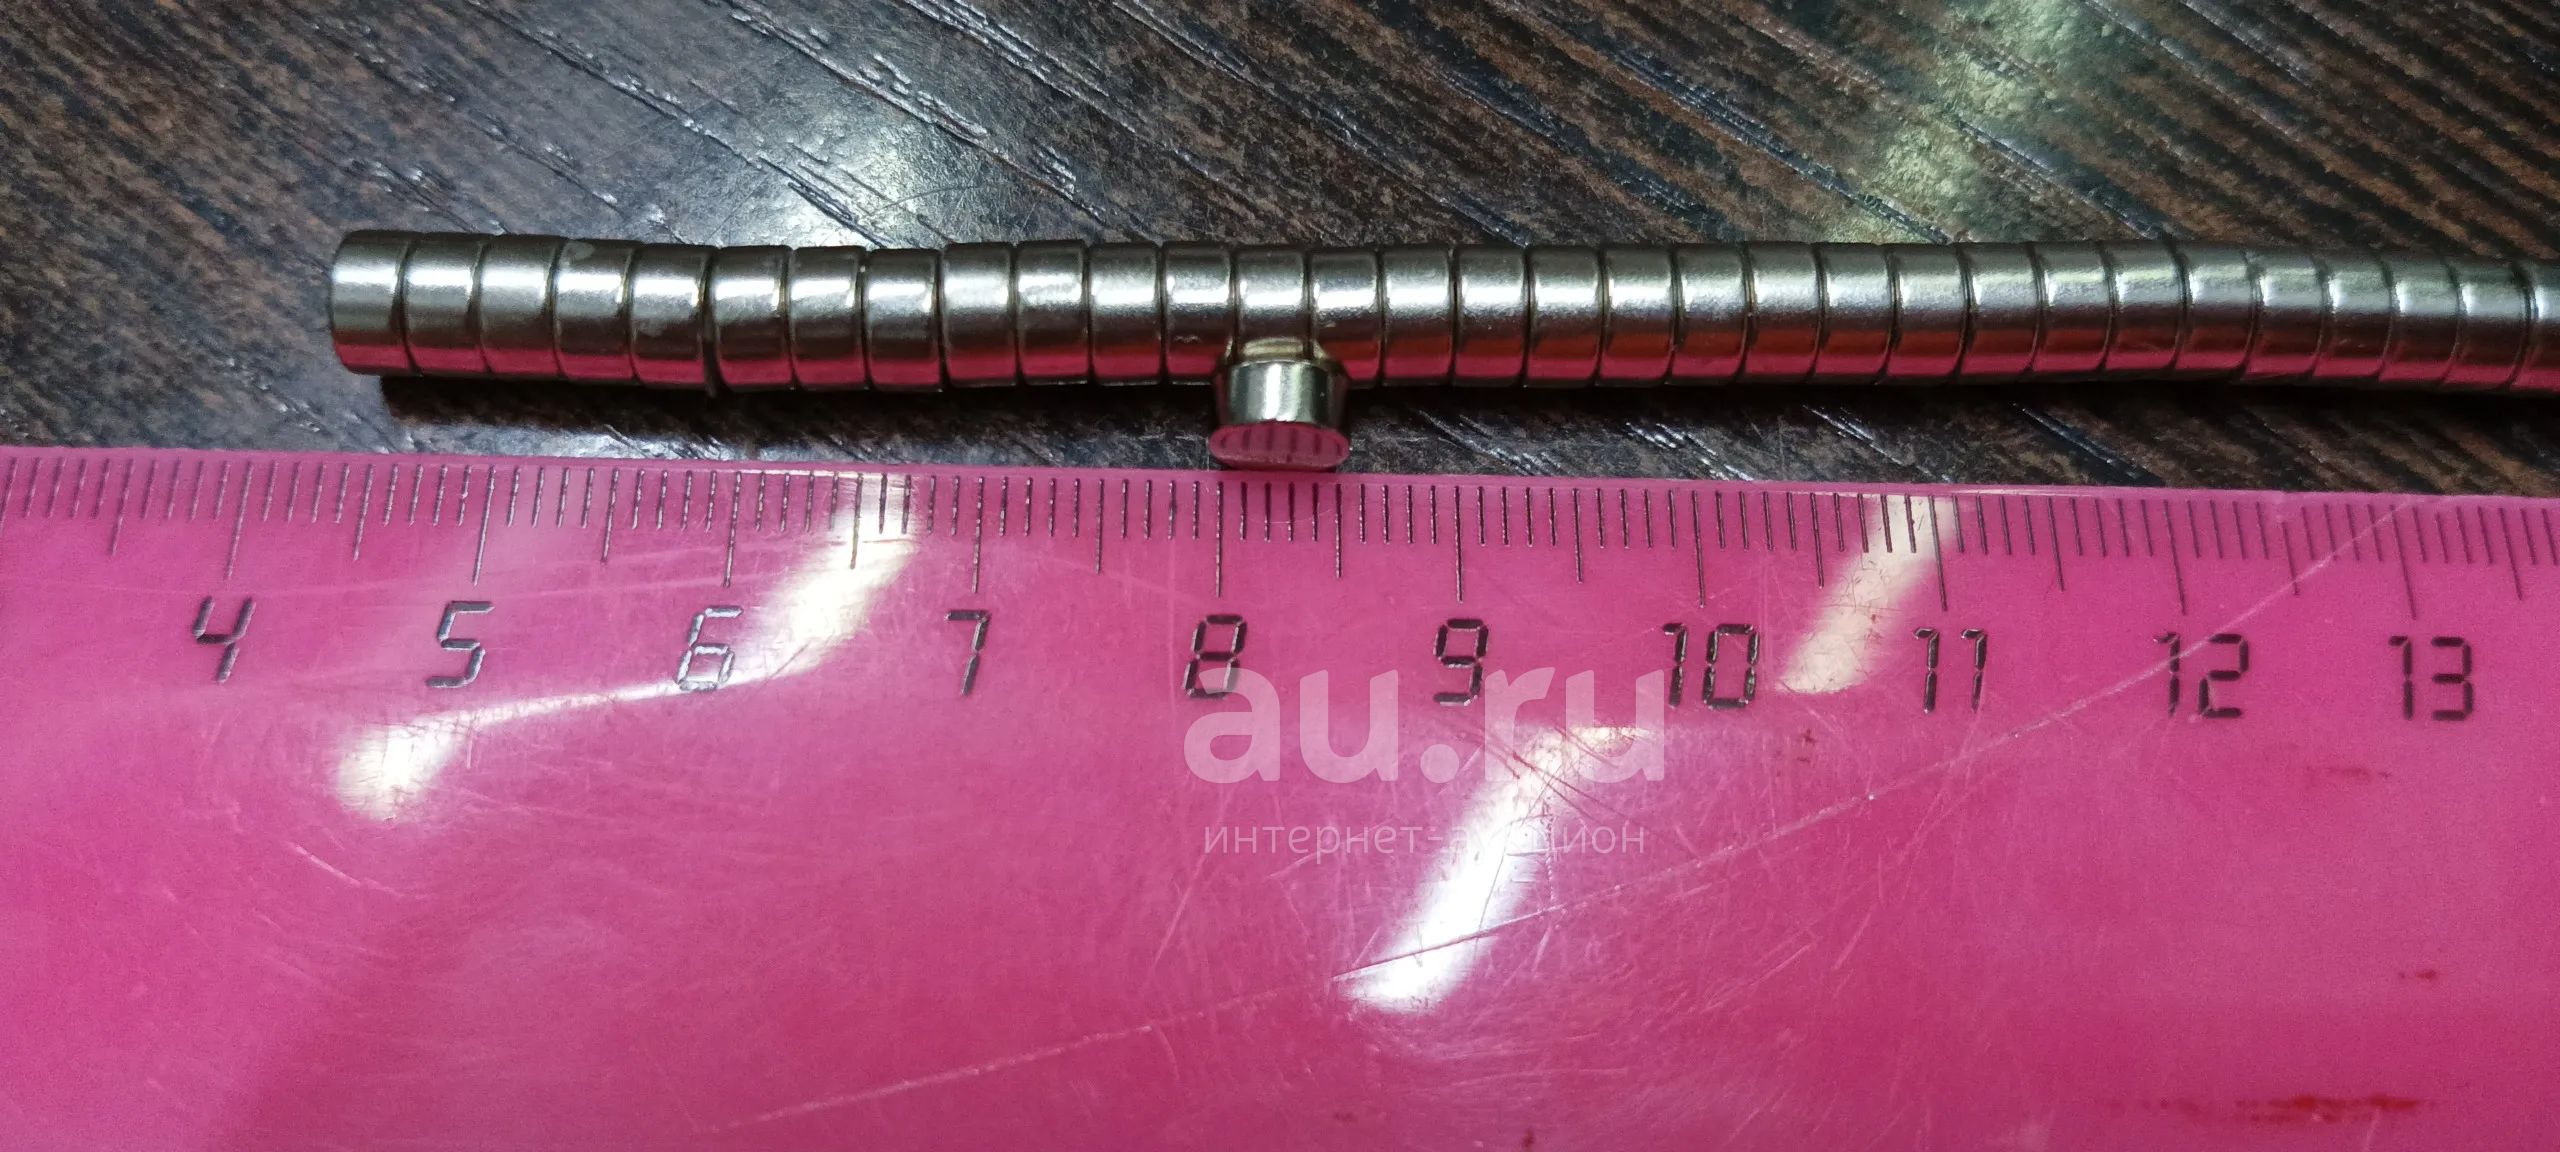 4 5 6 7 8 9 10 11 12 13
au.ru
интернет-аукцион